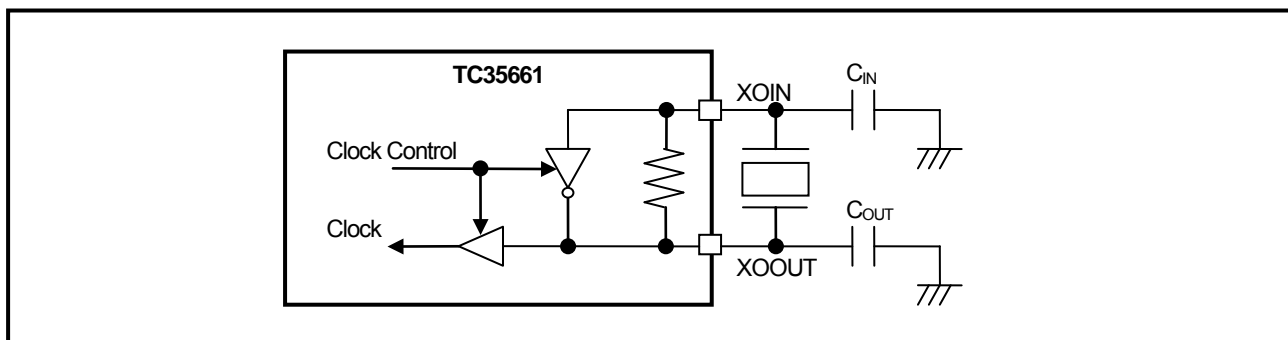 TC35661
XOIN
C_IN
Clock Control
Clock
C_OUT
XOOUT